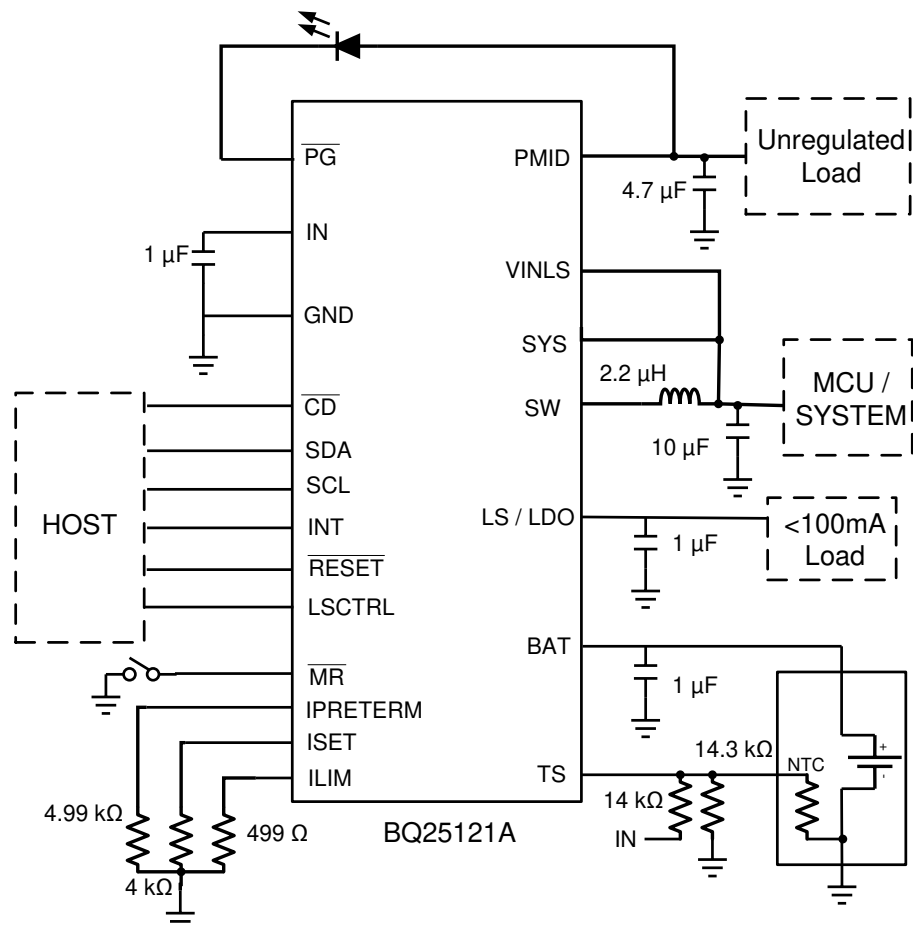 PG
PMID
Unregulated
Load
4.7 µF
IN
1 µF
VINLS
GND
SYS
2.2 µH
MCU /
SYSTEM
CD
SW
10 µF
SDA
SCL
HOST
INT
LS / LDO
<100mA
Load
1 µF
RESET
LSCTRL
BAT
MR
1 µF
IPRETERM
ISET
14.3 kΩ
NTC
+
-
ILIM
TS
14 kΩ
4.99 kΩ
499 Ω
IN
BQ25121A
4 kΩ